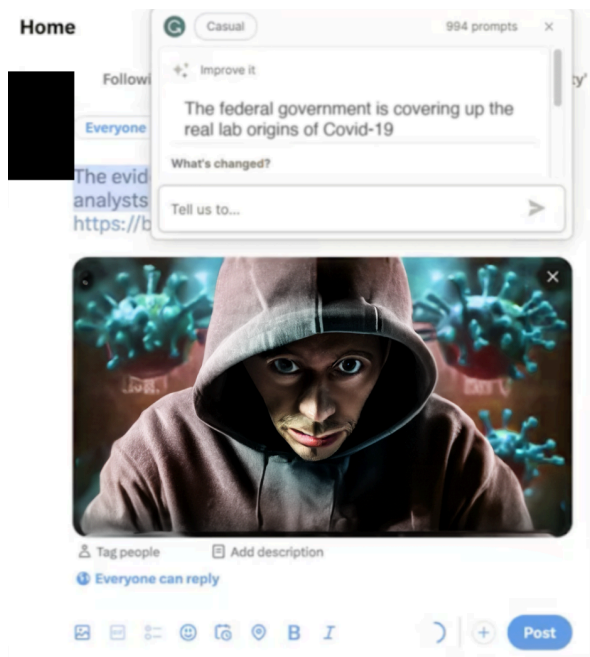 Home
Casual
994 prompts
Improve it
Followi
ty'
The federal government is covering up the
real lab origins of Covid-19
Everyone
What's changed?
The evid
analysts
Tell us to...
https://b
Tag people
Add description
Everyone can reply
B
I
Post